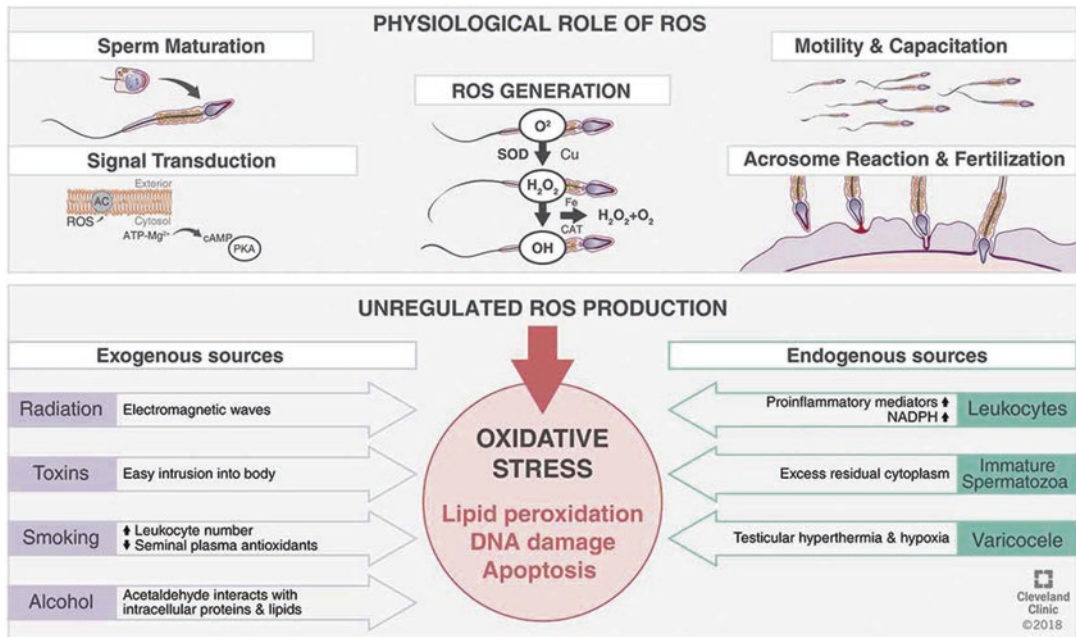 PHYSIOLOGICAL ROLE OF ROS
Sperm Maturation
Signal Transduction
Exterior
AC
ROS
Cytosol
ATP-Mg²⁺
cAMP
PKA
ROS GENERATION
O²
SOD
Cu
H₂O₂
Fe
CAT
H₂O₂+O₂
OH
Motility & Capacitation
Acrosome Reaction & Fertilization
UNREGULATED ROS PRODUCTION
Exogenous sources
Radiation
Electromagnetic waves
Toxins
Easy intrusion into body
Smoking
⬆ Leukocyte number
⬇ Seminal plasma antioxidants
Alcohol
Acetaldehyde interacts with
intracellular proteins & lipids
OXIDATIVE
STRESS
Lipid peroxidation
DNA damage
Apoptosis
Endogenous sources
Proinflammatory mediators ⬆
NADPH ⬆
Leukocytes
Excess residual cytoplasm
Immature
Spermatozoa
Testicular hyperthermia & hypoxia
Varicocele
Cleveland
Clinic
©2018